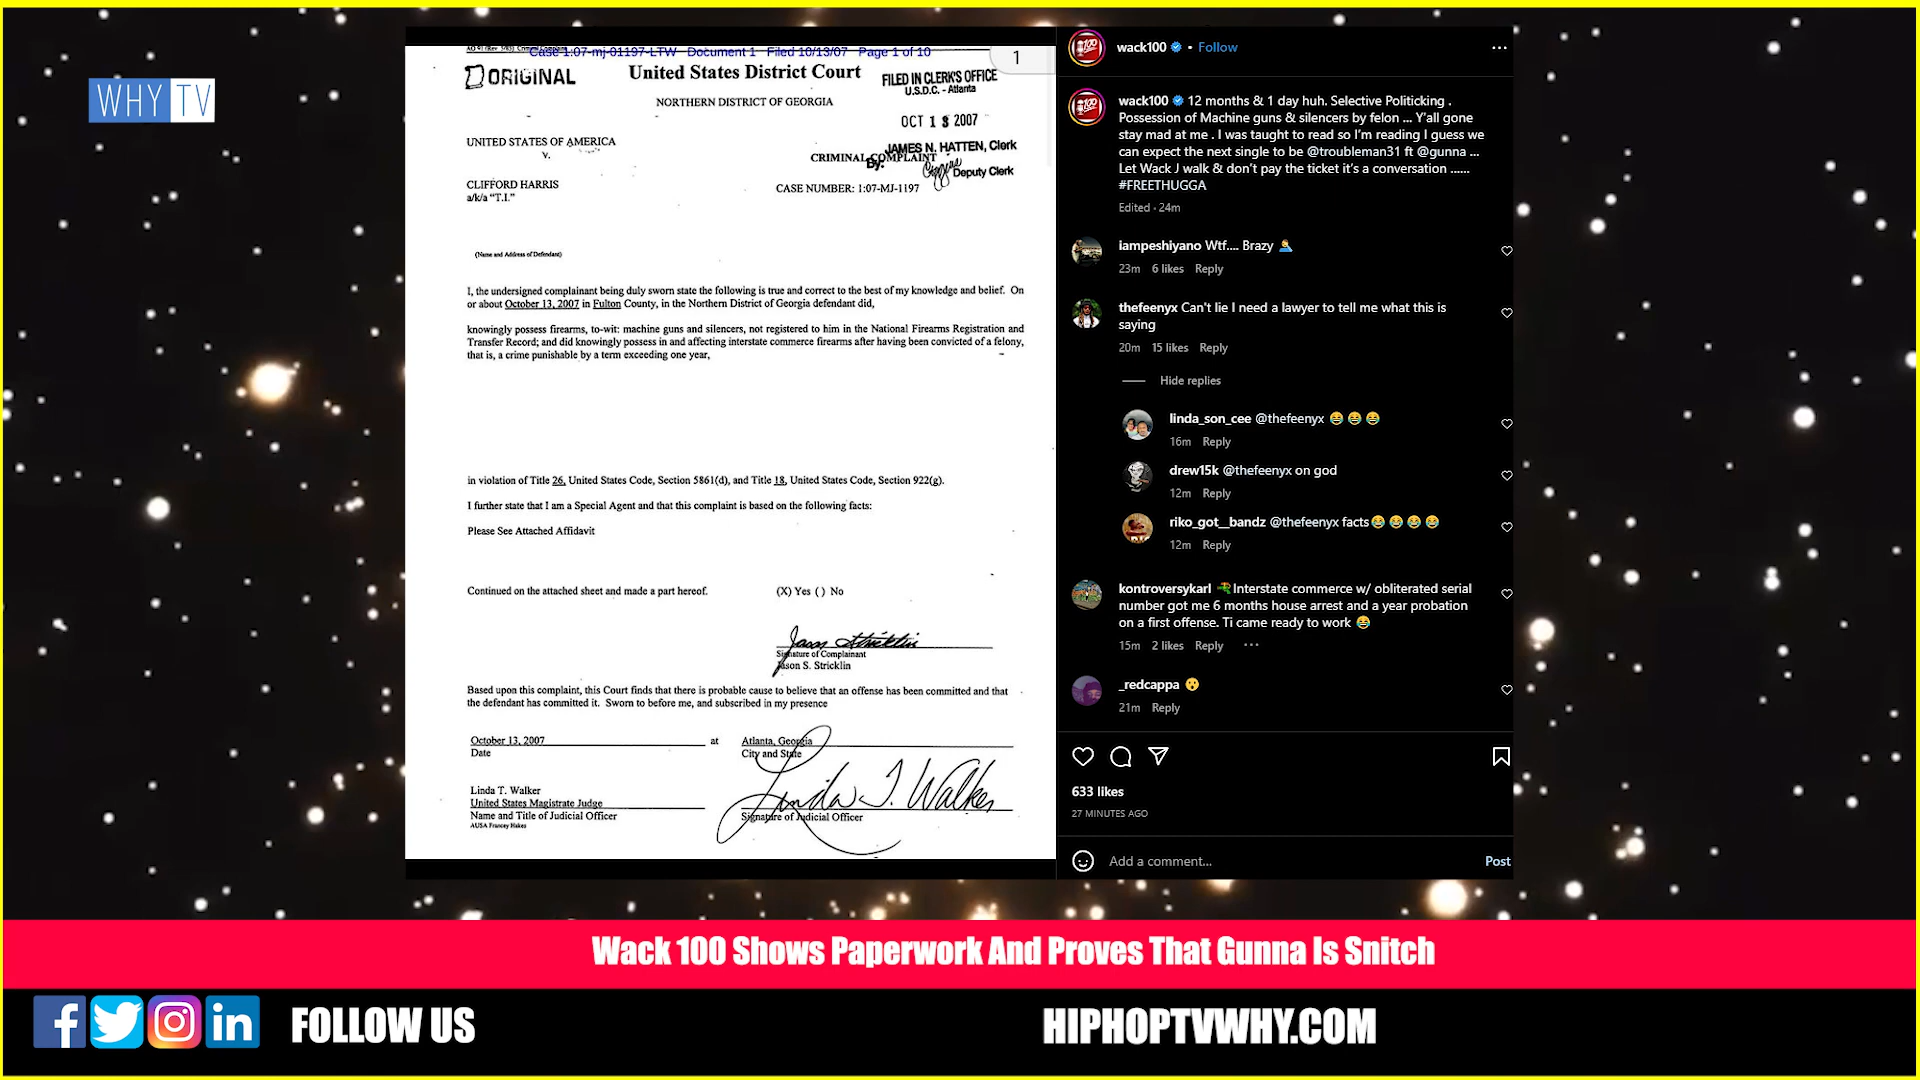 WHY TV
AO 91 (Rev. 5/85) Criminal Complaint
Case 1:07-mj-01197-LTW Document 1 Filed 10/13/07 Page 1 of 10
1
ORIGINAL
United States District Court
FILED IN CLERK'S OFFICE
U.S.D.C. - Atlanta
NORTHERN DISTRICT OF GEORGIA
OCT 13 2007
UNITED STATES OF AMERICA
v.
JAMES N. HATTEN, Clerk
CRIMINAL COMPLAINT
By:
Deputy Clerk
CLIFFORD HARRIS
a/k/a "T.I."
CASE NUMBER: 1:07-MJ-1197
(Name and Address of Defendant)
I, the undersigned complainant being duly sworn state the following is true and correct to the best of my knowledge and belief. On
or about October 13, 2007 in Fulton County, in the Northern District of Georgia defendant did,
knowingly possess firearms, to-wit: machine guns and silencers, not registered to him in the National Firearms Registration and
Transfer Record; and did knowingly possess in and affecting interstate commerce firearms after having been convicted of a felony,
that is, a crime punishable by a term exceeding one year,
in violation of Title 26, United States Code, Section 5861(d), and Title 18, United States Code, Section 922(g).
I further state that I am a Special Agent and that this complaint is based on the following facts:
Please See Attached Affidavit
Continued on the attached sheet and made a part hereof. (X) Yes ( ) No
Jason Stricklin
Signature of Complainant
Jason S. Stricklin
Based upon this complaint, this Court finds that there is probable cause to believe that an offense has been committed and that
the defendant has committed it. Sworn to before me, and subscribed in my presence
October 13, 2007 at Atlanta, Georgia
Date City and State
Linda T. Walker
United States Magistrate Judge
Name and Title of Judicial Officer
AUSA Francey Hakes
Linda T. Walker
Signature of Judicial Officer
wack100 • Follow
wack100 12 months & 1 day huh. Selective Politicking .
Possession of Machine guns & silencers by felon ... Y'all gone
stay mad at me . I was taught to read so I'm reading I guess we
can expect the next single to be @troubleman31 ft @gunna ...
Let Wack J walk & don't pay the ticket it's a conversation ......
#FREETHUGGA
Edited · 24m
iampeshiyano Wtf.... Brazy 🤦‍♂️
23m 6 likes Reply
thefeenyx Can't lie I need a lawyer to tell me what this is
saying
20m 15 likes Reply
Hide replies
linda_son_cee @thefeenyx 😂😂😂
16m Reply
drew15k @thefeenyx on god
12m Reply
riko_got__bandz @thefeenyx facts😂😂😂😂
12m Reply
kontroversykarl 🔫Interstate commerce w/ obliterated serial
number got me 6 months house arrest and a year probation
on a first offense. Ti came ready to work 😂
15m 2 likes Reply ...
_redcappa 😮
21m Reply
633 likes
27 MINUTES AGO
Add a comment... Post
Wack 100 Shows Paperwork And Proves That Gunna Is Snitch
FOLLOW US
HIPHOPTVWHY.COM